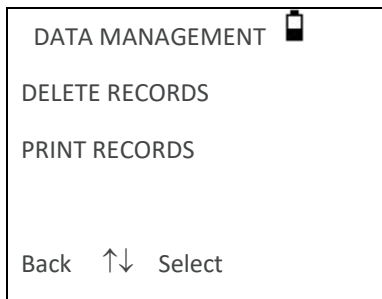 DATA MANAGEMENT
DELETE RECORDS
PRINT RECORDS
Back ↑↓ Select